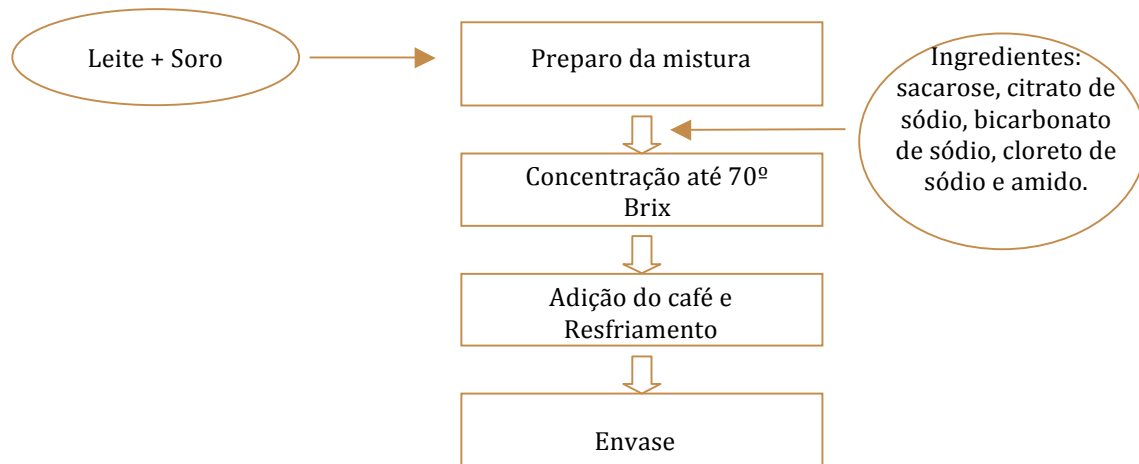 Leite + Soro
Preparo da mistura
Ingredientes:
sacarose, citrato de
sódio, bicarbonato
de sódio, cloreto de
sódio e amido.
Concentração até 70º
Brix
Adição do café e
Resfriamento
Envase